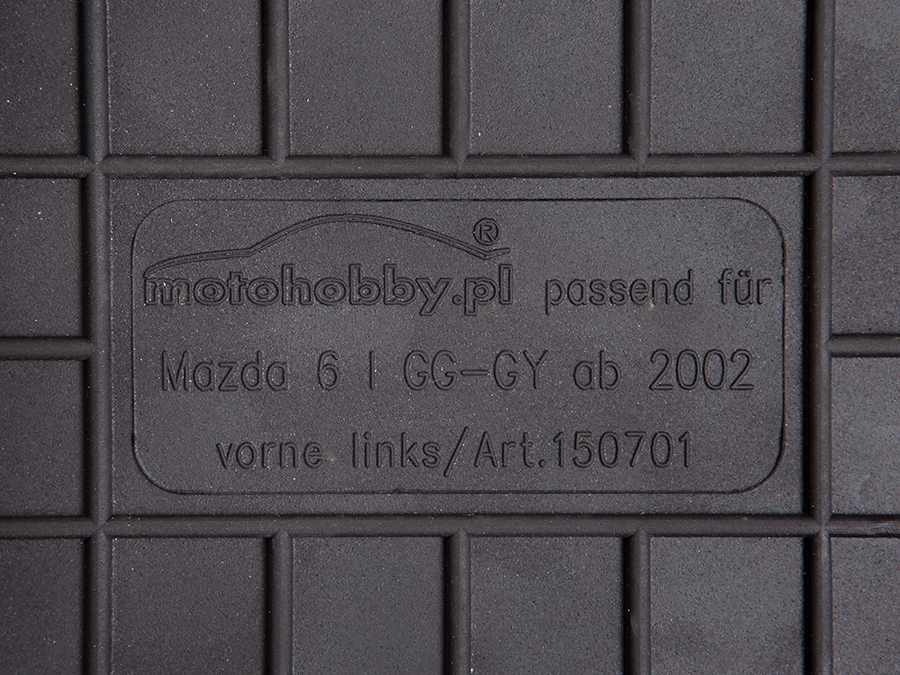 motohobby.pl ® passend für
Mazda 6 I GG-GY ab 2002
vorne links/Art.150701